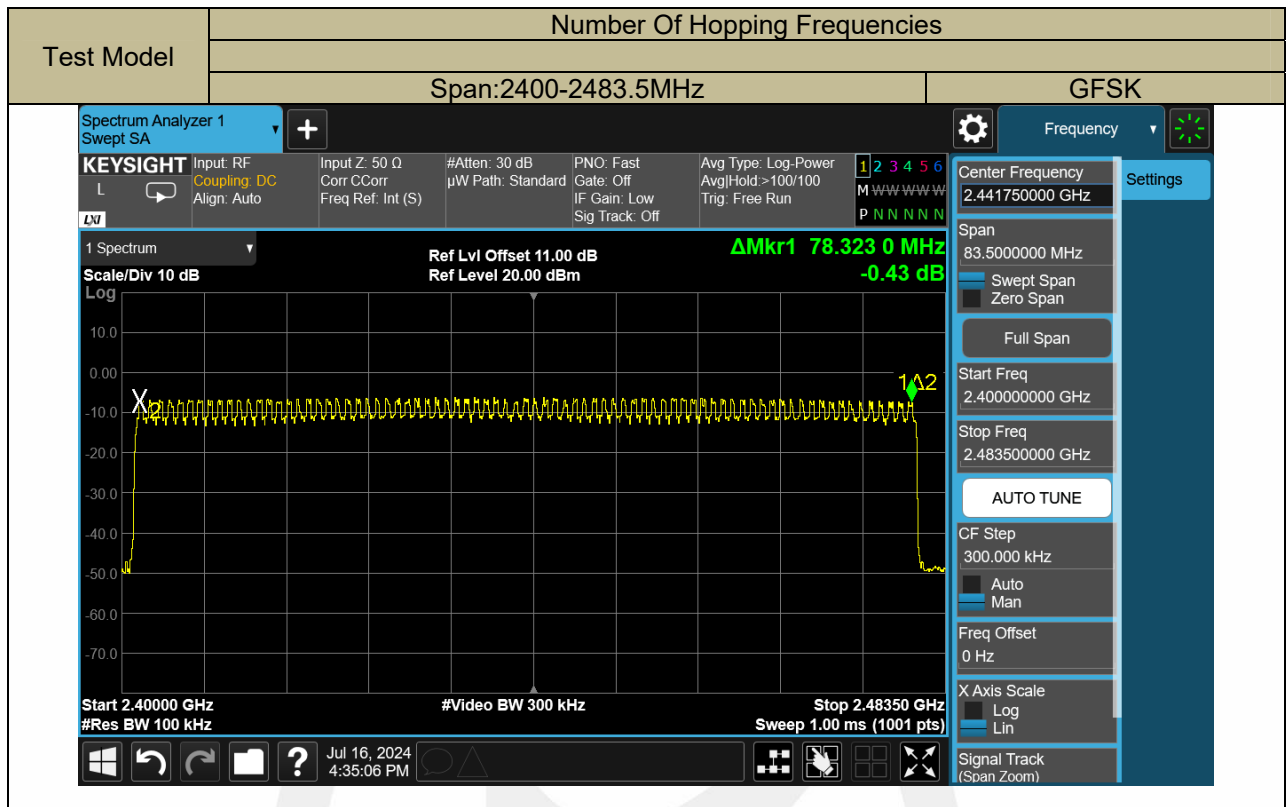 Test Model
Number Of Hopping Frequencies
Span:2400-2483.5MHz
GFSK
Spectrum Analyzer 1
Swept SA
Frequency
KEYSIGHT
L
LXI
Input: RF
Coupling: DC
Align: Auto
Input Z: 50 Ω
Corr CCorr
Freq Ref: Int (S)
#Atten: 30 dB
µW Path: Standard
PNO: Fast
Gate: Off
IF Gain: Low
Sig Track: Off
Avg Type: Log-Power
Avg|Hold:>100/100
Trig: Free Run
1 2 3 4 5 6
M W W W W W
P N N N N N
1 Spectrum
Scale/Div 10 dB
Log
Ref Lvl Offset 11.00 dB
Ref Level 20.00 dBm
ΔMkr1 78.323 0 MHz
-0.43 dB
10.0
0.00
-10.0
-20.0
-30.0
-40.0
-50.0
-60.0
-70.0
X2
1Δ2
Start 2.40000 GHz
#Res BW 100 kHz
#Video BW 300 kHz
Stop 2.48350 GHz
Sweep 1.00 ms (1001 pts)
Center Frequency
2.441750000 GHz
Settings
Span
83.5000000 MHz
Swept Span
Zero Span
Full Span
Start Freq
2.400000000 GHz
Stop Freq
2.483500000 GHz
AUTO TUNE
CF Step
300.000 kHz
Auto
Man
Freq Offset
0 Hz
X Axis Scale
Log
Lin
Signal Track
(Span Zoom)
?
Jul 16, 2024
4:35:06 PM